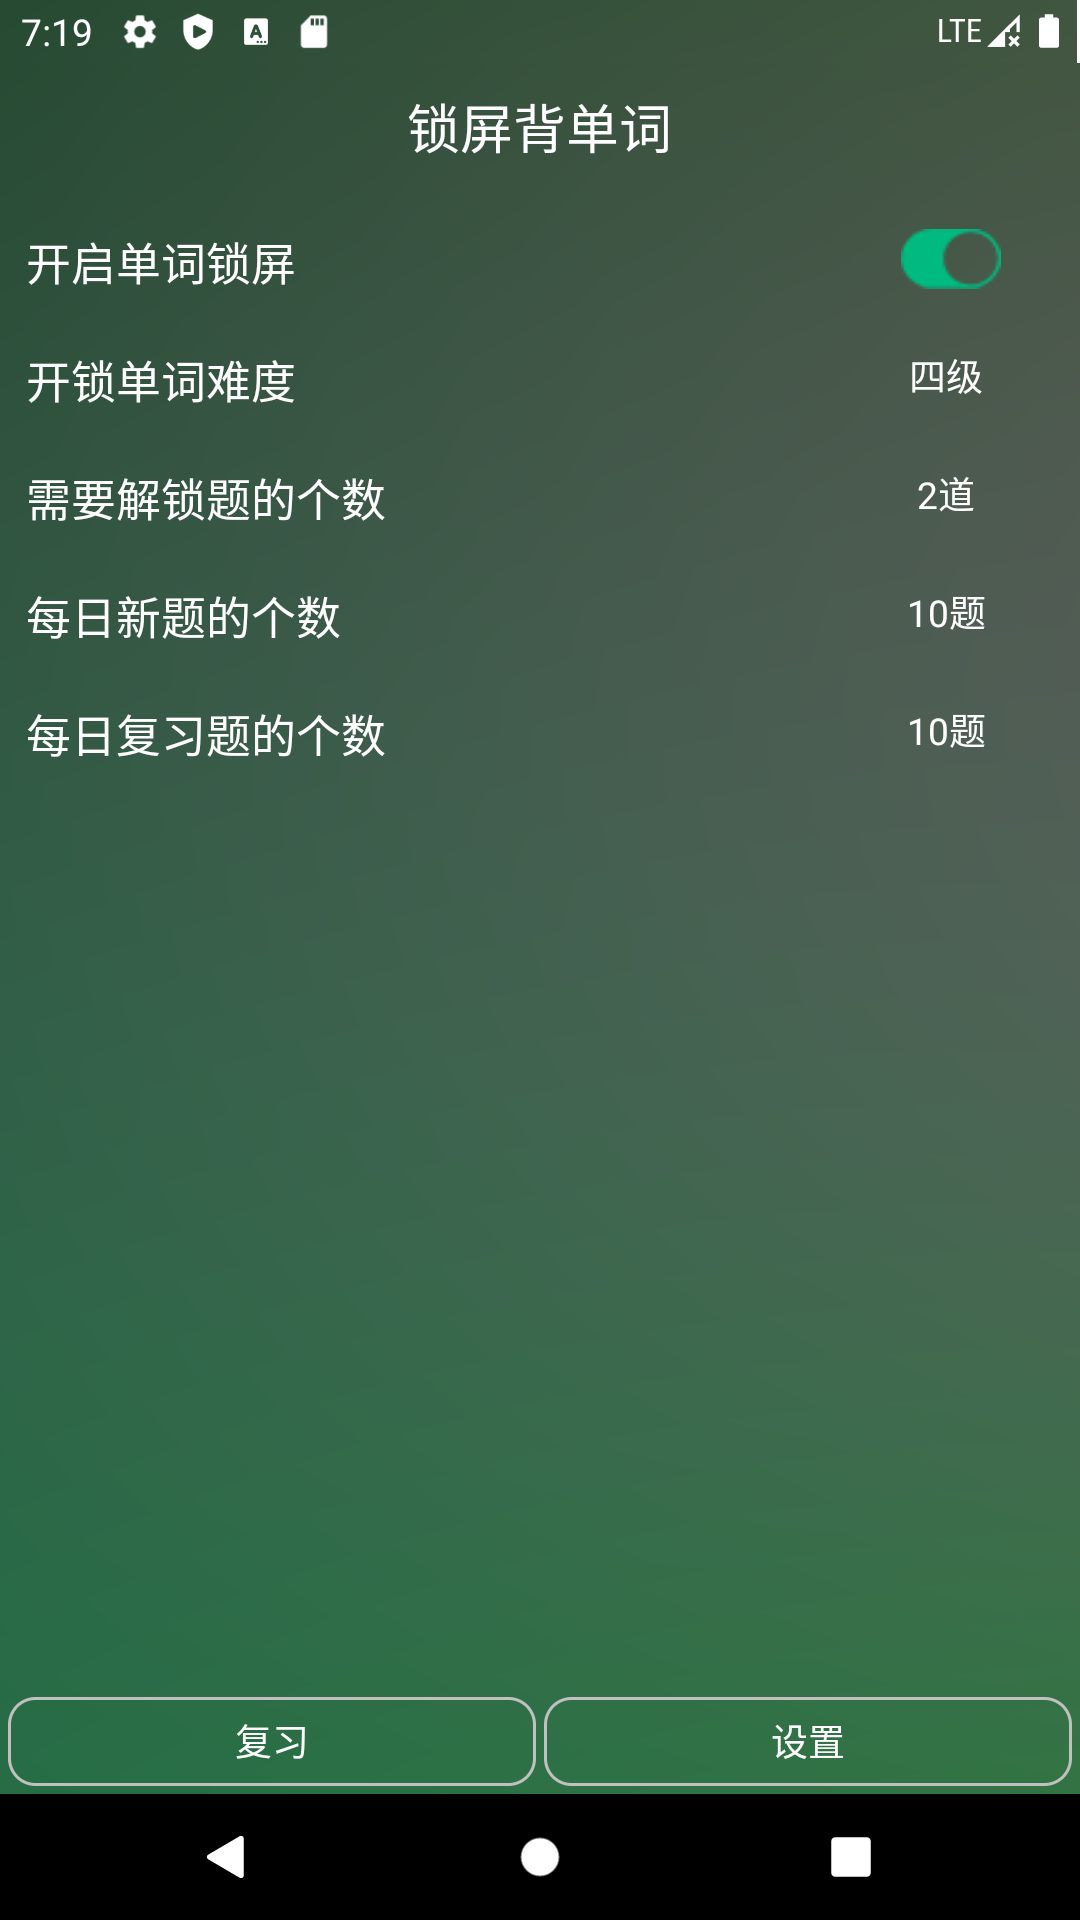 7:19 LTE
锁屏背单词
开启单词锁屏
开锁单词难度 四级
需要解锁题的个数 2道
每日新题的个数 10题
每日复习题的个数 10题
复习 设置